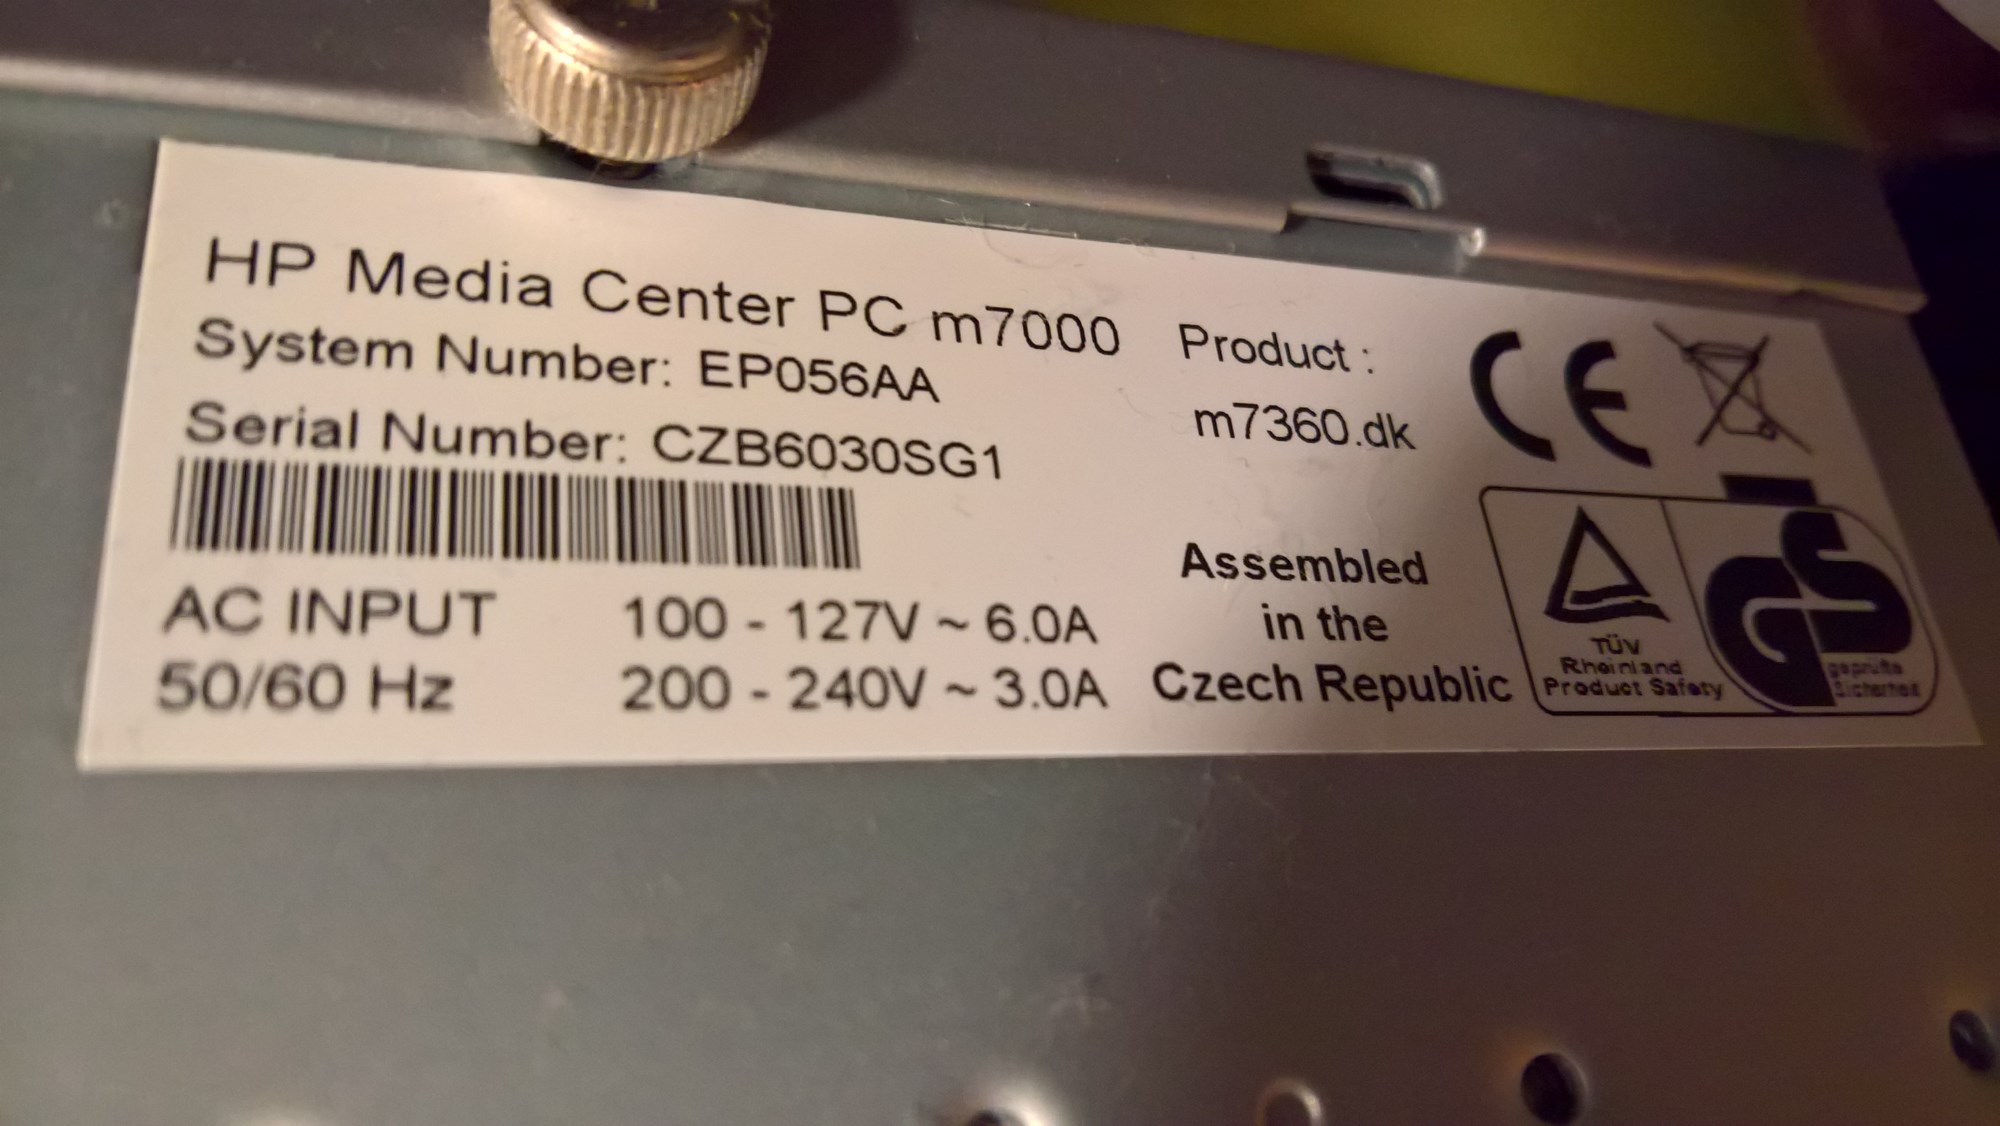 HP Media Center PC m7000
System Number: EP056AA
Serial Number: CZB6030SG1
AC INPUT 100 - 127V ~ 6.0A
50/60 Hz 200 - 240V ~ 3.0A
Product :
m7360.dk
Assembled
in the
Czech Republic
CE
TÜV
Rheinland
Product Safety
GS
geprüfte
Sicherheit